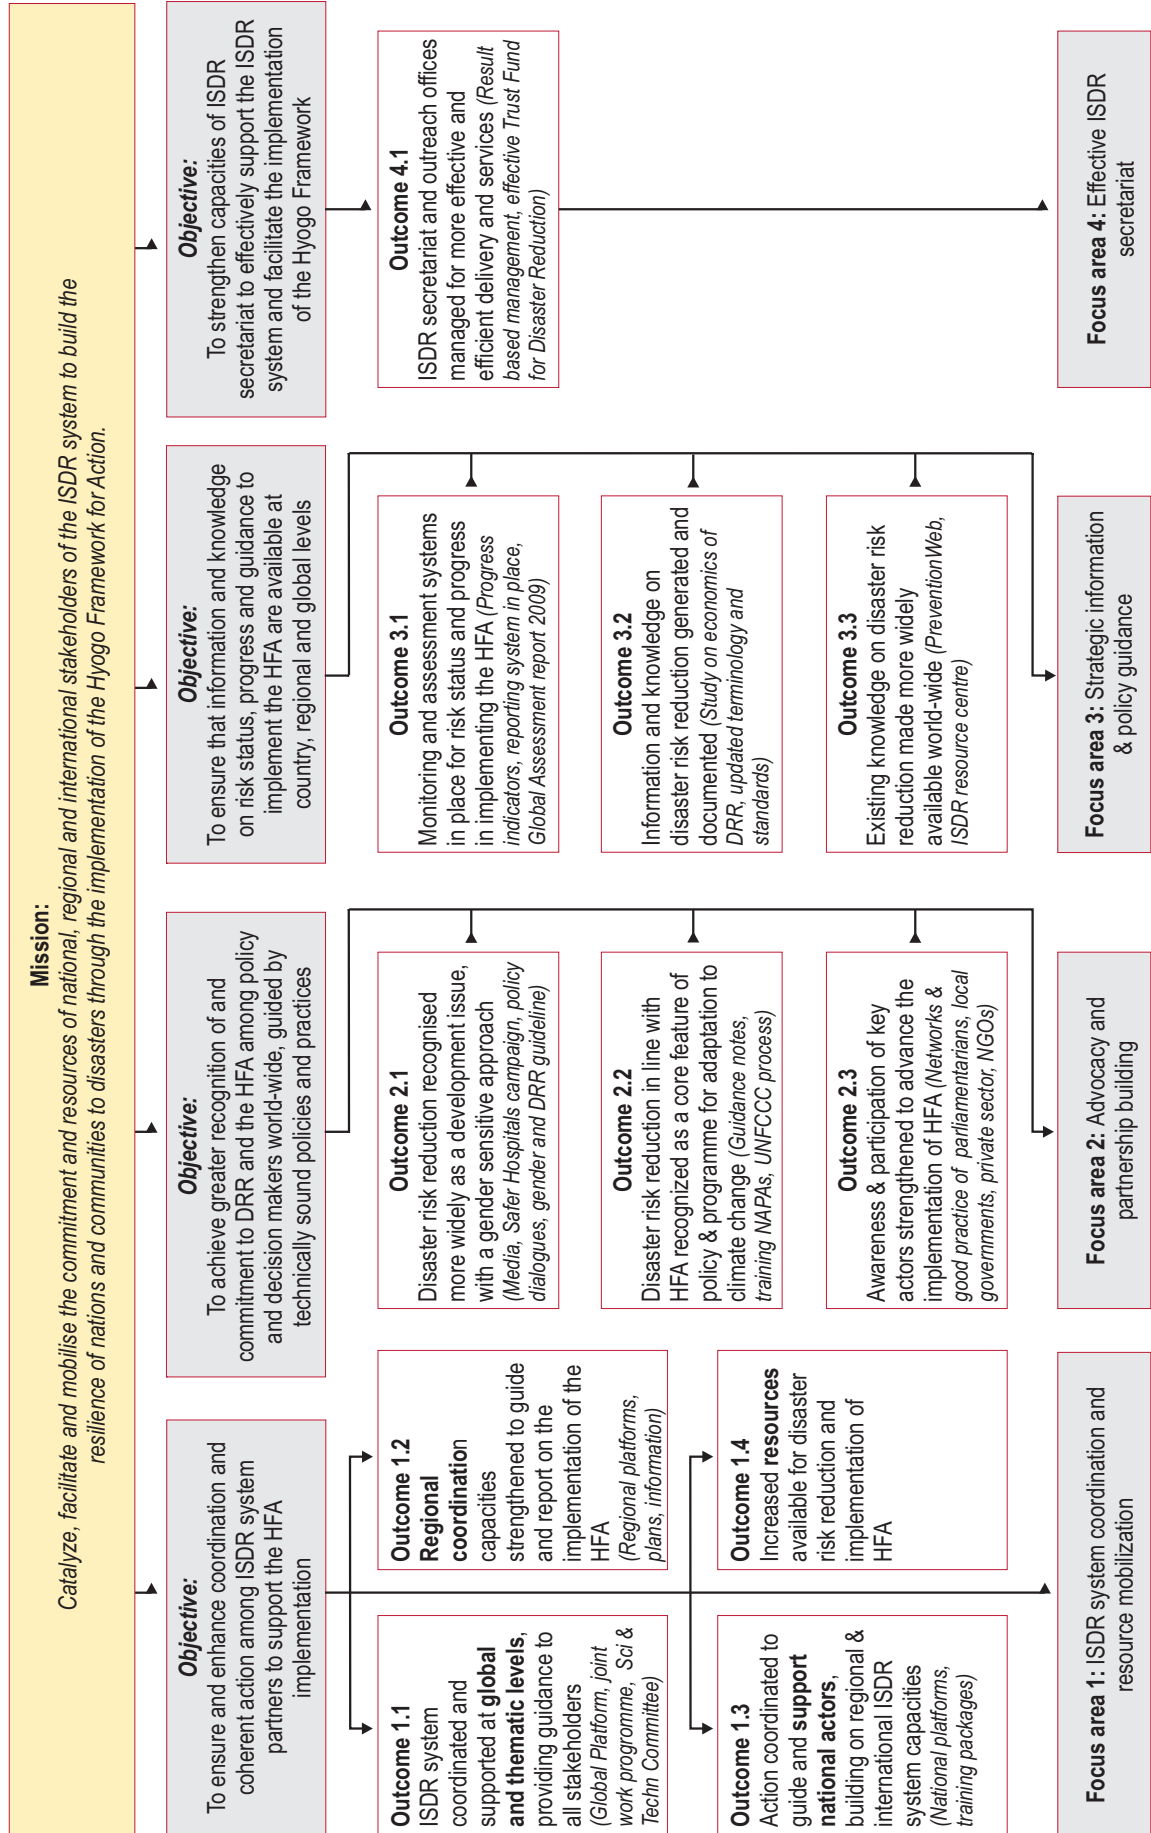 Mission:
Catalyze, facilitate and mobilise the commitment and resources of national, regional and international stakeholders of the ISDR system to build the
resilience of nations and communities to disasters through the implementation of the Hyogo Framework for Action.
Objective:
To ensure and enhance coordination and
coherent action among ISDR system
partners to support the HFA
implementation
Outcome 1.1
ISDR system
coordinated and
supported at global
and thematic levels,
providing guidance to
all stakeholders
(Global Platform, joint
work programme, Sci &
Techn Committee)
Outcome 1.2
Regional
coordination
capacities
strengthened to guide
and report on the
implementation of the
HFA
(Regional platforms,
plans, information)
Outcome 1.3
Action coordinated to
guide and support
national actors,
building on regional &
international ISDR
system capacities
(National platforms,
training packages)
Outcome 1.4
Increased resources
available for disaster
risk reduction and
implementation of
HFA
Focus area 1: ISDR system coordination and
resource mobilization
Objective:
To achieve greater recognition of and
commitment to DRR and the HFA among policy
and decision makers world-wide, guided by
technically sound policies and practices
Outcome 2.1
Disaster risk reduction recognised
more widely as a development issue,
with a gender sensitive approach
(Media, Safer Hospitals campaign, policy
dialogues, gender and DRR guideline)
Outcome 2.2
Disaster risk reduction in line with
HFA recognized as a core feature of
policy & programme for adaptation to
climate change (Guidance notes,
training NAPAs, UNFCCC process)
Outcome 2.3
Awareness & participation of key
actors strengthened to advance the
implementation of HFA (Networks &
good practice of parliamentarians, local
governments, private sector, NGOs)
Focus area 2: Advocacy and
partnership building
Objective:
To ensure that information and knowledge
on risk status, progress and guidance to
implement the HFA are available at
country, regional and global levels
Outcome 3.1
Monitoring and assessment systems
in place for risk status and progress
in implementing the HFA (Progress
indicators, reporting system in place,
Global Assessment report 2009)
Outcome 3.2
Information and knowledge on
disaster risk reduction generated and
documented (Study on economics of
DRR, updated terminology and
standards)
Outcome 3.3
Existing knowledge on disaster risk
reduction made more widely
available world-wide (PreventionWeb,
ISDR resource centre)
Focus area 3: Strategic information
& policy guidance
Objective:
To strengthen capacities of ISDR
secretariat to effectively support the ISDR
system and facilitate the implementation
of the Hyogo Framework
Outcome 4.1
ISDR secretariat and outreach offices
managed for more effective and
efficient delivery and services (Result
based management, effective Trust Fund
for Disaster Reduction)
Focus area 4: Effective ISDR
secretariat